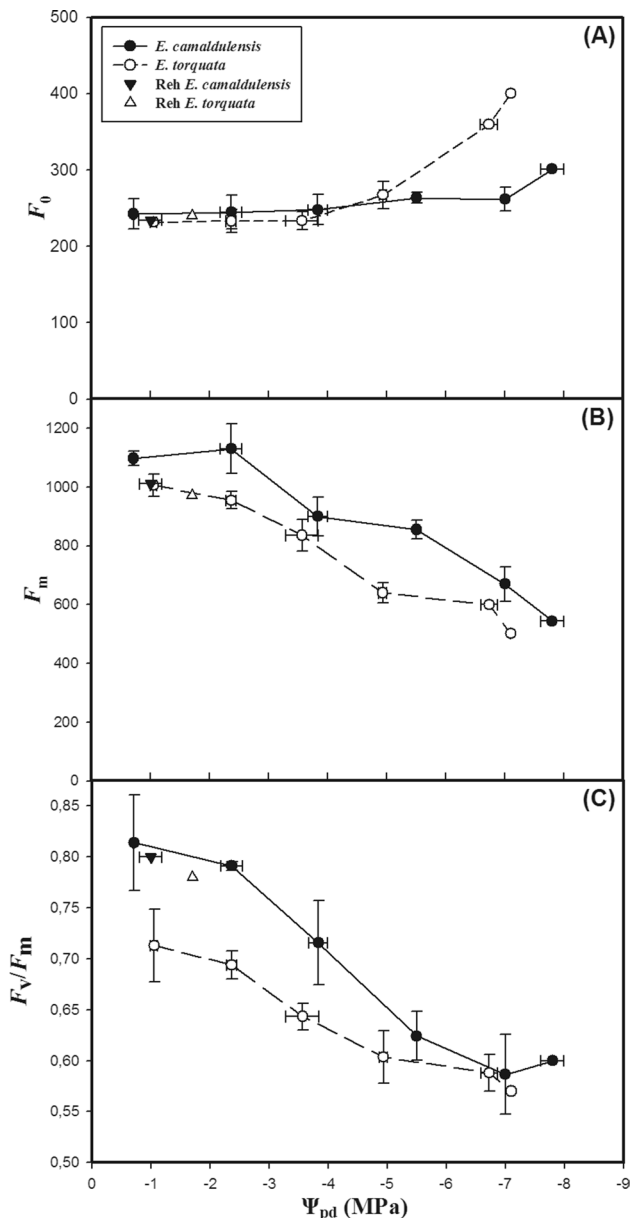 500
(A)
E. camaldulensis
E. torquata
Reh E. camaldulensis
Reh E. torquata
400
300
F0
200
100
0
(B)
1200
1000
800
Fm
600
400
200
0
(C)
0,85
0,80
0,75
Fv/Fm
0,70
0,65
0,60
0,55
0,50
0 -1 -2 -3 -4 -5 -6 -7 -8 -9
Ψpd (MPa)